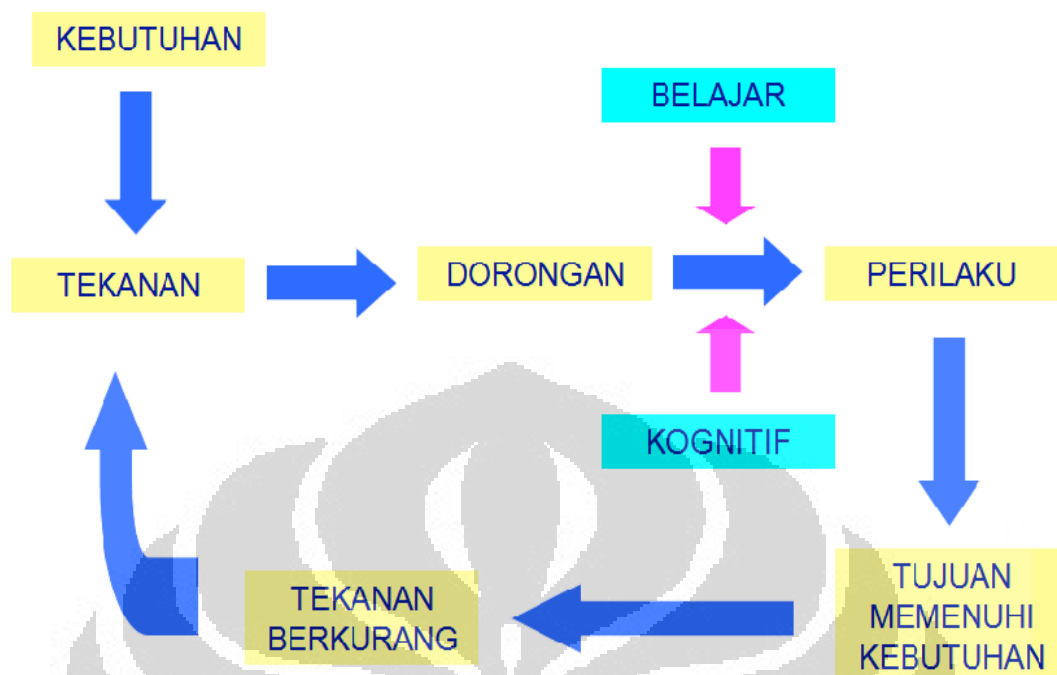 KEBUTUHAN
BELAJAR
TEKANAN
DORONGAN
PERILAKU
KOGNITIF
TEKANAN
BERKURANG
TUJUAN
MEMENUHI
KEBUTUHAN